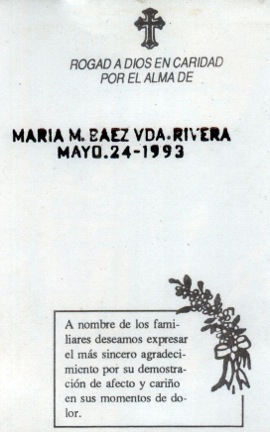 ROGAD A DIOS EN CARIDAD
POR EL ALMA DE
MARIA M. BAEZ VDA.RIVERA
MAYO.24-1993
A nombre de los fami-
liares deseamos expresar
el más sincero agradeci-
miento por su demostra-
ción de afecto y cariño
en sus momentos de do-
lor.